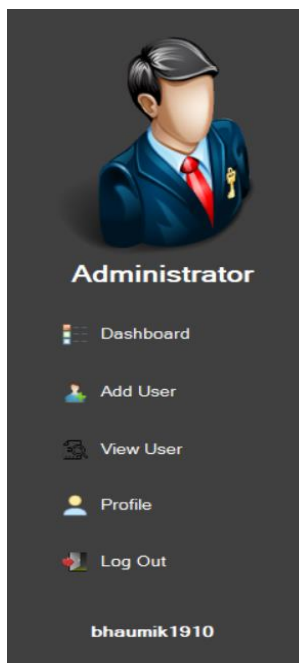 Administrator
Dashboard
Add User
View User
Profile
Log Out
bhaumik1910